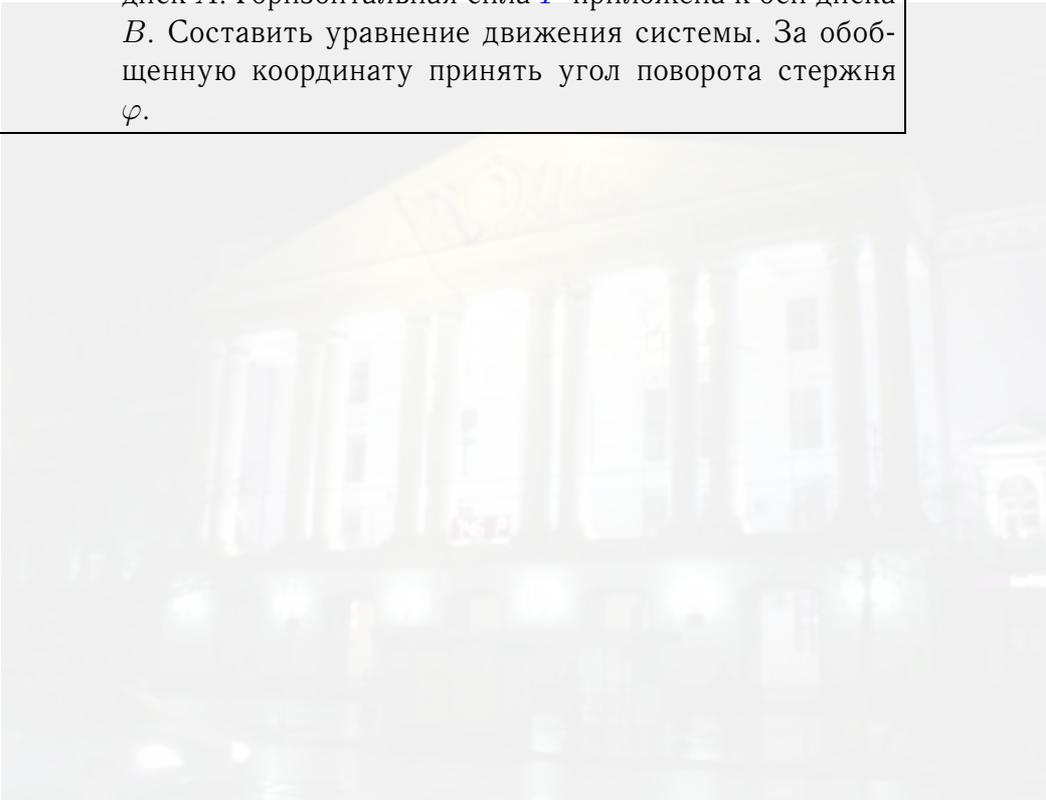 диск A. Горизонтальная сила F приложена к оси диска
B. Составить уравнение движения системы. За обоб-
щенную координату принять угол поворота стержня
φ.